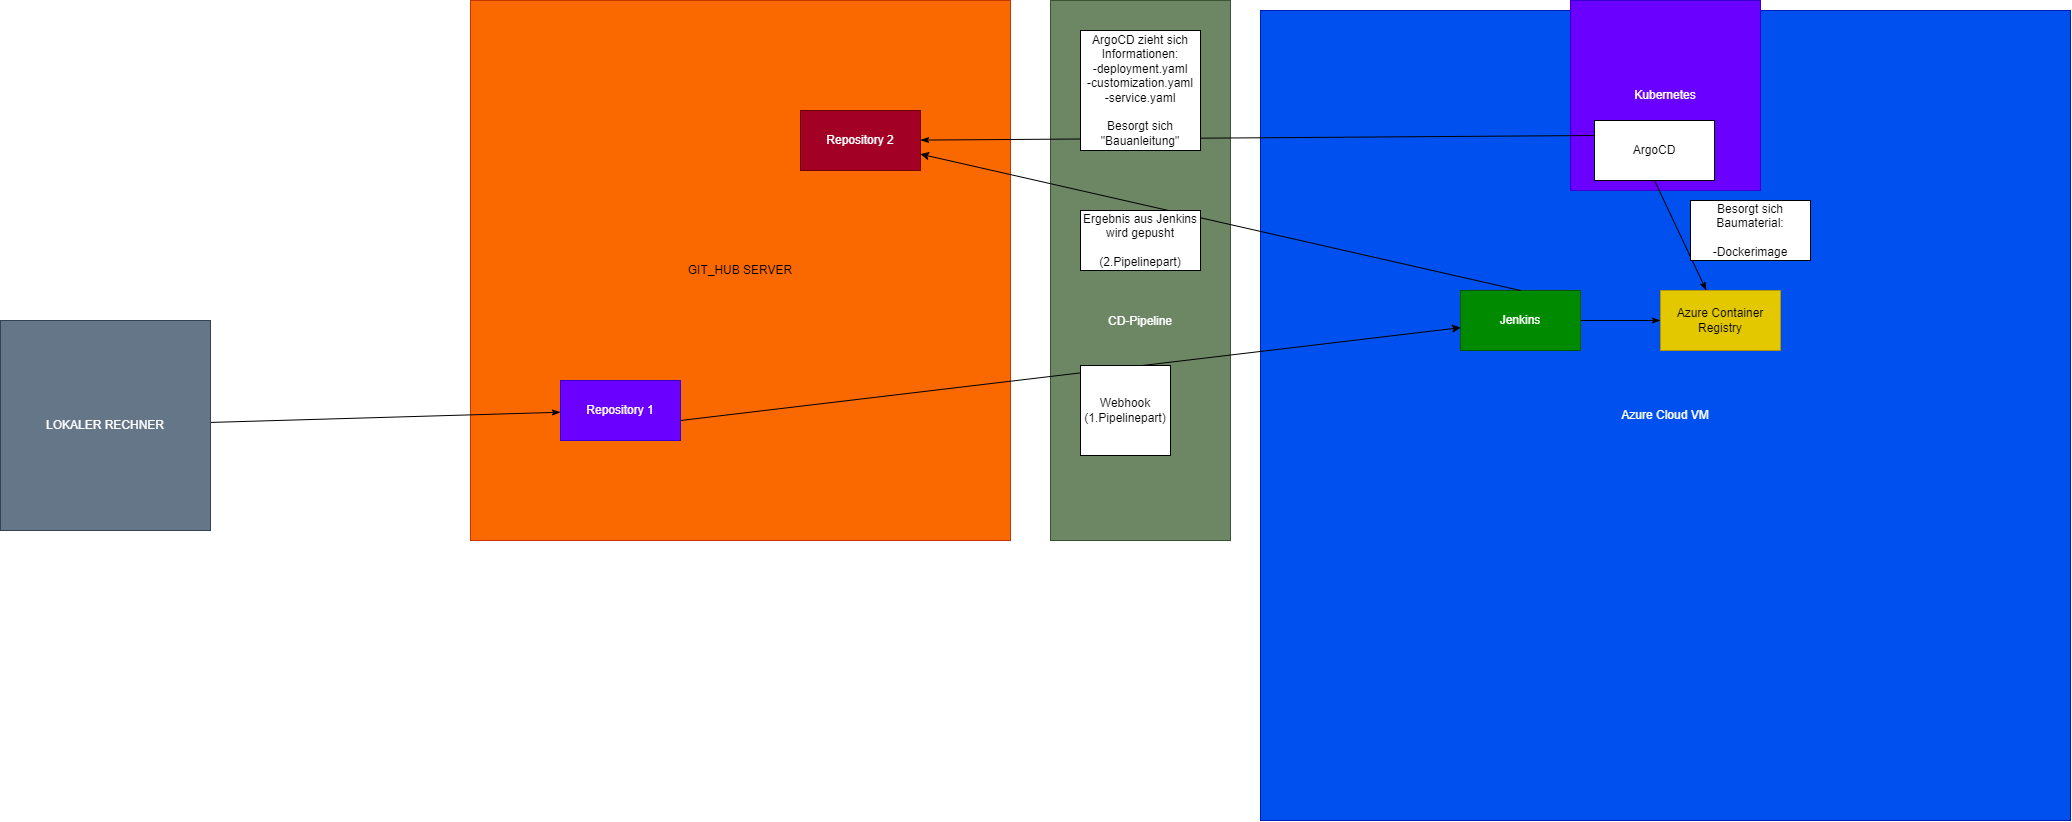 ArgoCD zieht sich
Informationen:
-deployment.yaml
-customization.yaml
-service.yaml
Besorgt sich
"Bauanleitung"
Kubernetes
Repository 2
ArgoCD
Besorgt sich
Baumaterial:
-Dockerimage
Ergebnis aus Jenkins
wird gepusht
(2.Pipelinepart)
GIT_HUB SERVER
CD-Pipeline
Jenkins
Azure Container
Registry
Repository 1
Webhook
(1.Pipelinepart)
Azure Cloud VM
LOKALER RECHNER